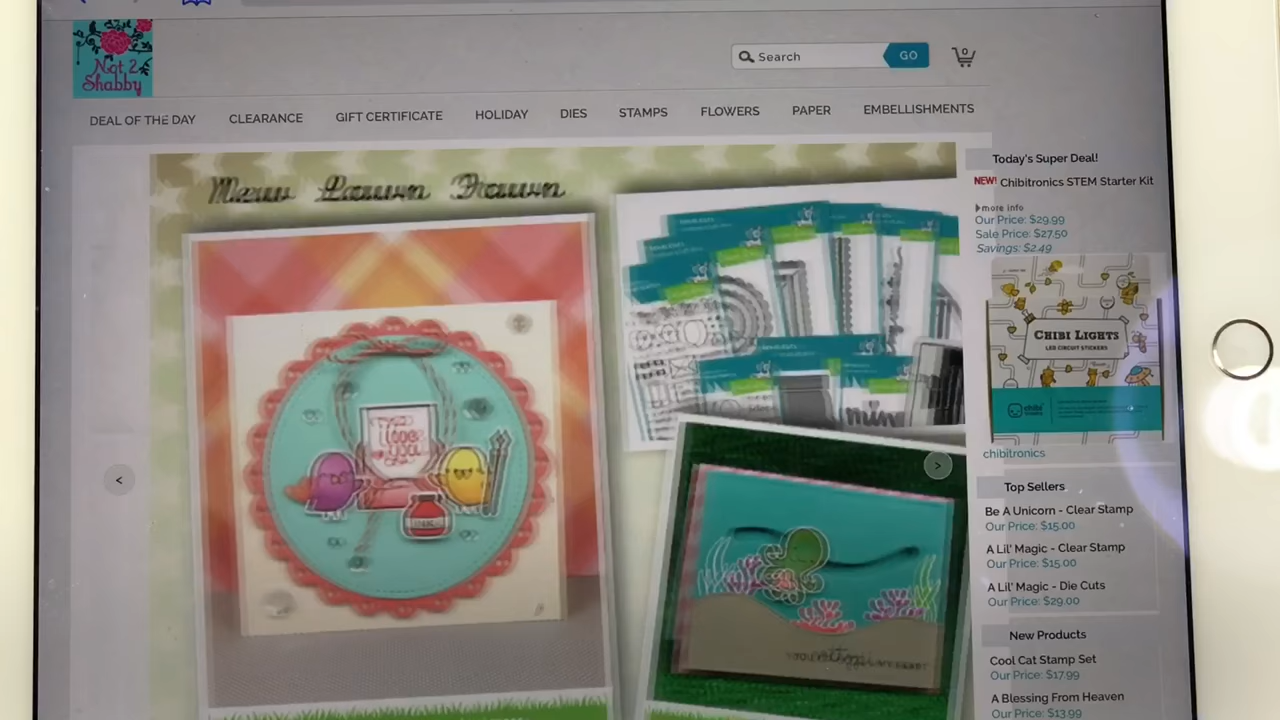 Not 2
Shabby
Search
GO
0
DEAL OF THE DAY
CLEARANCE
GIFT CERTIFICATE
HOLIDAY
DIES
STAMPS
FLOWERS
PAPER
EMBELLISHMENTS
Lawn Fawn
INK
Today's Super Deal!
NEW! Chibitronics STEM Starter Kit
more info
Our Price: $29.99
Sale Price: $27.50
Savings: $2.49
CHIBI LIGHTS
LED CIRCUIT STICKERS
chibi
chibitronics
Top Sellers
Be A Unicorn - Clear Stamp
Our Price: $15.00
A Lil' Magic - Clear Stamp
Our Price: $15.00
A Lil' Magic - Die Cuts
Our Price: $29.00
New Products
Cool Cat Stamp Set
Our Price: $17.99
A Blessing From Heaven
Our Price: $13.99